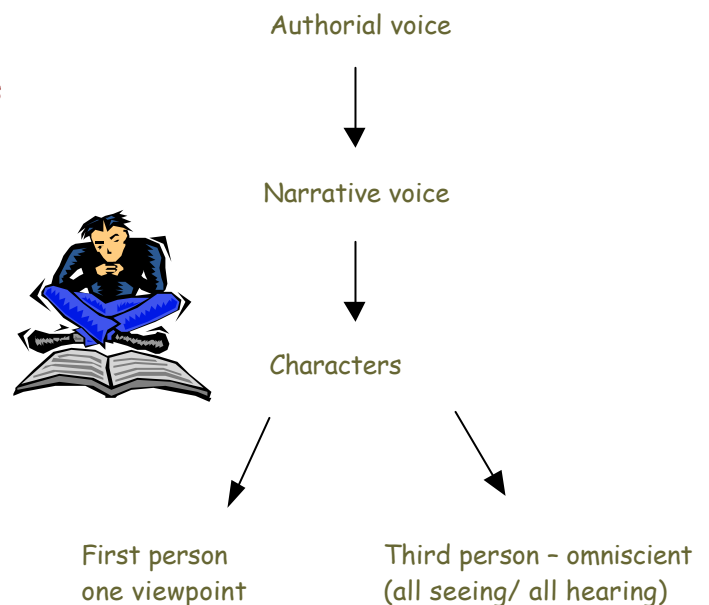 Authorial voice
Narrative voice
Characters
First person
one viewpoint
Third person – omniscient
(all seeing/ all hearing)